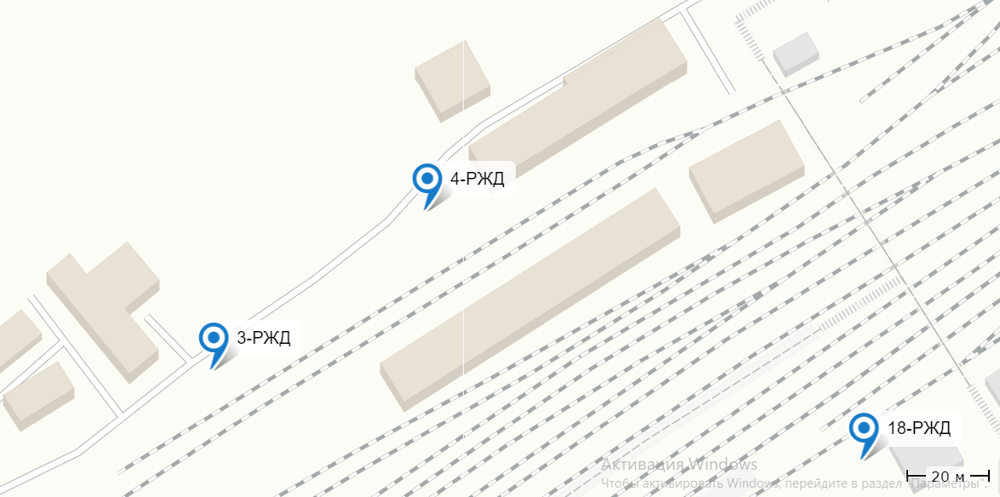 4-РЖД
3-РЖД
18-РЖД
Активация Windows
20 м
Чтобы активировать Windows, перейдите в раздел "Параметры".